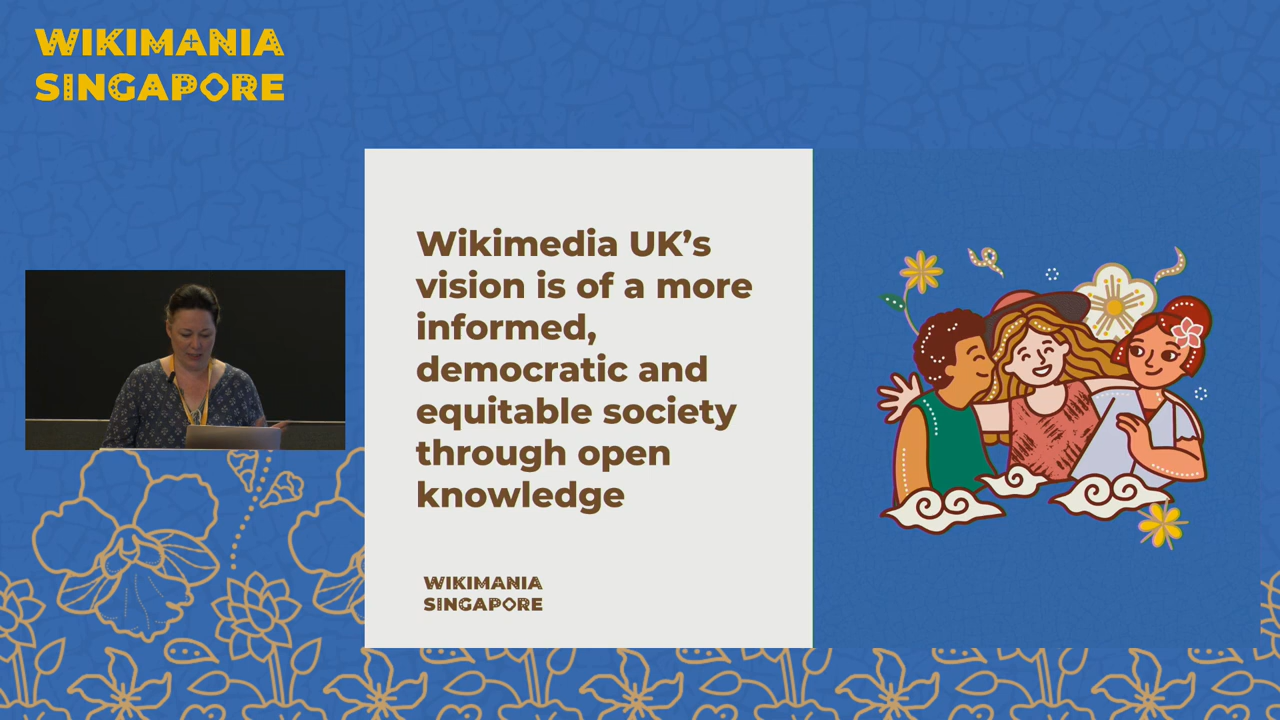 WIKIMANIA
SINGAPORE
Wikimedia UK’s
vision is of a more
informed,
democratic and
equitable society
through open
knowledge
WIKIMANIA
SINGAPORE